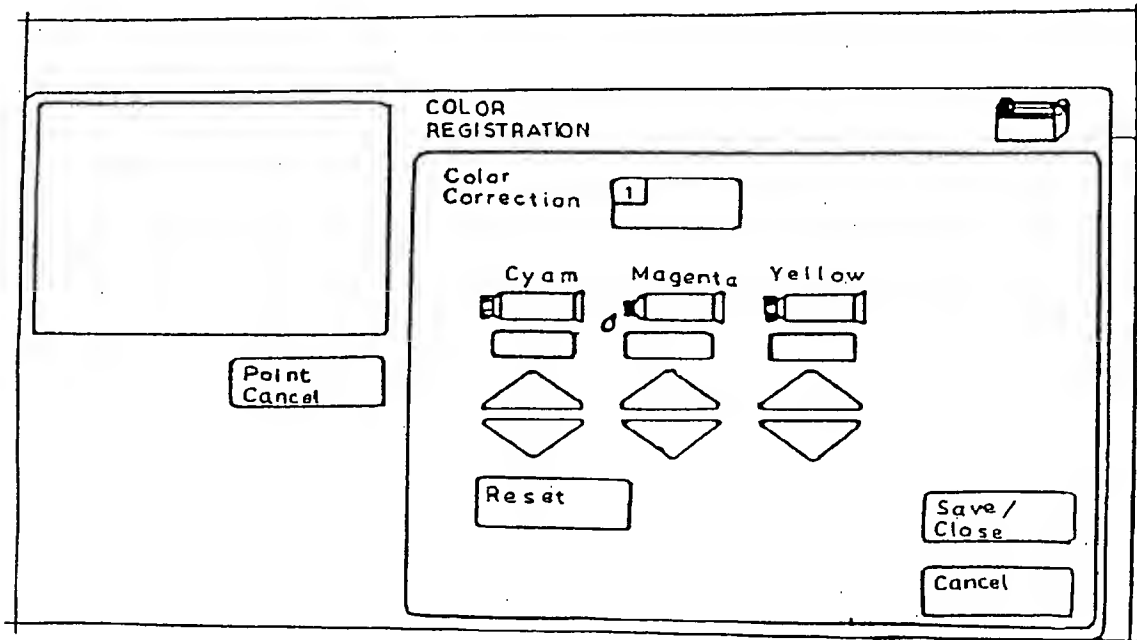 COLOR
REGISTRATION
Color
Correction
1
Cyam
Magenta
Yellow
Point
Cancel
Reset
Save/
Close
Cancel